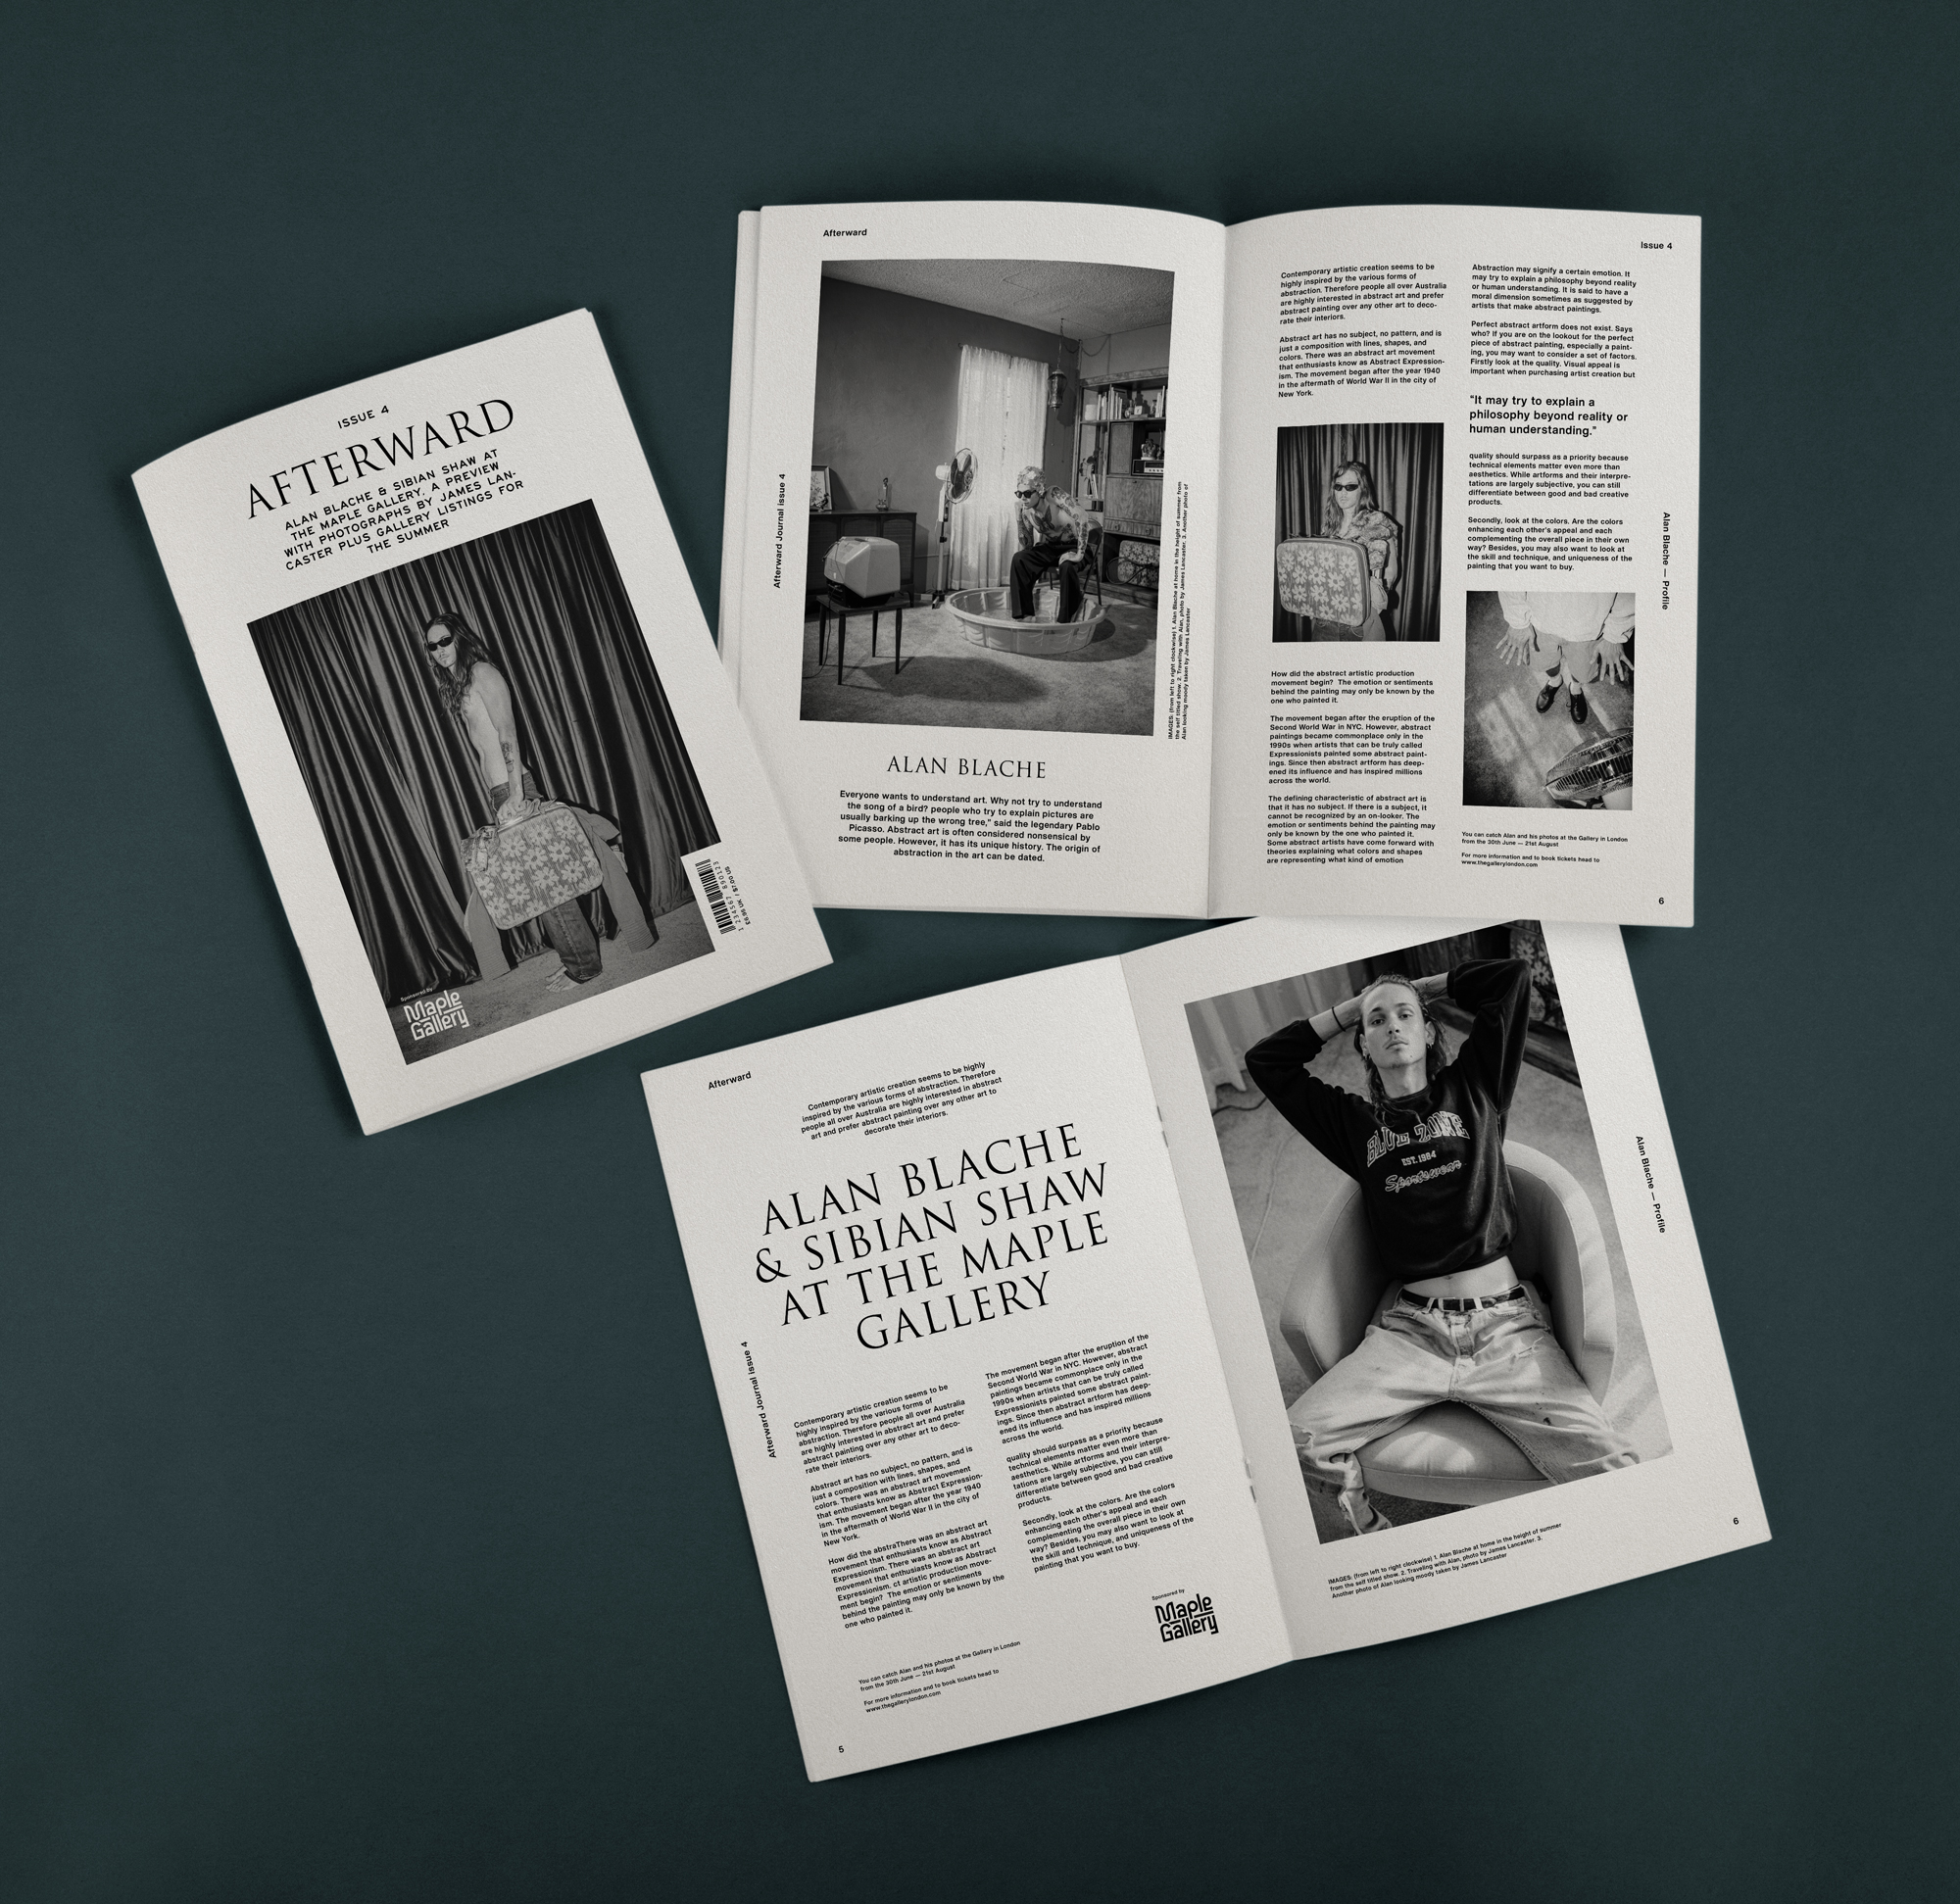 ISSUE 4
AFTERWARD
ALAN BLACHE & SIBIAN SHAW AT
THE MAPLE GALLERY, A PREVIEW
WITH PHOTOGRAPHS BY JAMES LAN-
CASTER PLUS GALLERY LISTINGS FOR
THE SUMMER
1 234567 890123
£6.95 UK / $7.00 US
Sponsored by
Maple
Gallery
Afterward
Afterward Journal issue 4
IMAGES: (from left to right clockwise) 1. Alan Blache at home in the height of summer from
the self titled show. 2. Traveling with Alan, photo by James Lancaster. 3. Another photo of
Alan looking moody taken by James Lancaster
ALAN BLACHE
Everyone wants to understand art. Why not try to understand
the song of a bird? people who try to explain pictures are
usually barking up the wrong tree," said the legendary Pablo
Picasso. Abstract art is often considered nonsensical by
some people. However, it has its unique history. The origin of
abstraction in the art can be dated.
Issue 4
Contemporary artistic creation seems to be
highly inspired by the various forms of
abstraction. Therefore people all over Australia
are highly interested in abstract art and prefer
abstract painting over any other art to deco-
rate their interiors.
Abstract art has no subject, no pattern, and is
just a composition with lines, shapes, and
colors. There was an abstract art movement
that enthusiasts know as Abstract Expression-
ism. The movement began after the year 1940
in the aftermath of World War II in the city of
New York.
How did the abstract artistic production
movement begin?  The emotion or sentiments
behind the painting may only be known by the
one who painted it.
The movement began after the eruption of the
Second World War in NYC. However, abstract
paintings became commonplace only in the
1990s when artists that can be truly called
Expressionists painted some abstract paint-
ings. Since then abstract artform has deep-
ened its influence and has inspired millions
across the world.
The defining characteristic of abstract art is
that it has no subject. If there is a subject, it
cannot be recognized by an on-looker. The
emotion or sentiments behind the painting may
only be known by the one who painted it.
Some abstract artists have come forward with
theories explaining what colors and shapes
are representing what kind of emotion
Abstraction may signify a certain emotion. It
may try to explain a philosophy beyond reality
or human understanding. It is said to have a
moral dimension sometimes as suggested by
artists that make abstract paintings.
Perfect abstract artform does not exist. Says
who? If you are on the lookout for the perfect
piece of abstract painting, especially a paint-
ing, you may want to consider a set of factors.
Firstly look at the quality. Visual appeal is
important when purchasing artist creation but
"It may try to explain a
philosophy beyond reality or
human understanding."
quality should surpass as a priority because
technical elements matter even more than
aesthetics. While artforms and their interpre-
tations are largely subjective, you can still
differentiate between good and bad creative
products.
Secondly, look at the colors. Are the colors
enhancing each other's appeal and each
complementing the overall piece in their own
way? Besides, you may also want to look at
the skill and technique, and uniqueness of the
painting that you want to buy.
You can catch Alan and his photos at the Gallery in London
from the 30th June — 21st August
For more information and to book tickets head to
www.thegallerylondon.com
Alan Blache — Profile
6
Afterward
Contemporary artistic creation seems to be highly
inspired by the various forms of abstraction. Therefore
people all over Australia are highly interested in abstract
art and prefer abstract painting over any other art to
decorate their interiors.
ALAN BLACHE
& SIBIAN SHAW
AT THE MAPLE
GALLERY
Afterward Journal issue 4
Contemporary artistic creation seems to be
highly inspired by the various forms of
abstraction. Therefore people all over Australia
are highly interested in abstract art and prefer
abstract painting over any other art to deco-
rate their interiors.
Abstract art has no subject, no pattern, and is
just a composition with lines, shapes, and
colors. There was an abstract art movement
that enthusiasts know as Abstract Expression-
ism. The movement began after the year 1940
in the aftermath of World War II in the city of
New York.
How did the abstraThere was an abstract art
movement that enthusiasts know as Abstract
Expressionism. There was an abstract art
movement that enthusiasts know as Abstract
Expressionism. ct artistic production move-
ment begin?  The emotion or sentiments
behind the painting may only be known by the
one who painted it.
The movement began after the eruption of the
Second World War in NYC. However, abstract
paintings became commonplace only in the
1990s when artists that can be truly called
Expressionists painted some abstract paint-
ings. Since then abstract artform has deep-
ened its influence and has inspired millions
across the world.
quality should surpass as a priority because
technical elements matter even more than
aesthetics. While artforms and their interpre-
tations are largely subjective, you can still
differentiate between good and bad creative
products.
Secondly, look at the colors. Are the colors
enhancing each other's appeal and each
complementing the overall piece in their own
way? Besides, you may also want to look at
the skill and technique, and uniqueness of the
painting that you want to buy.
Sponsored by
Maple
Gallery
You can catch Alan and his photos at the Gallery in London
from the 30th June — 21st August
For more information and to book tickets head to
www.thegallerylondon.com
5
BLUE ZONE
EST. 1984
Sportswear
Alan Blache — Profile
IMAGES: (from left to right clockwise) 1. Alan Blache at home in the height of summer
from the self titled show. 2. Traveling with Alan, photo by James Lancaster. 3.
Another photo of Alan looking moody taken by James Lancaster
6